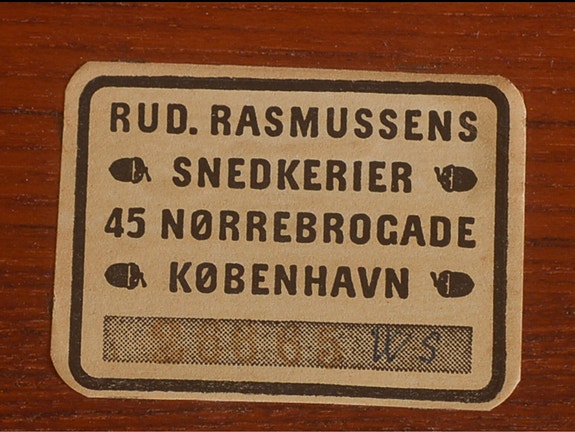 RUD. RASMUSSENS
SNEDKERIER
45 NØRREBROGADE
KØBENHAVN